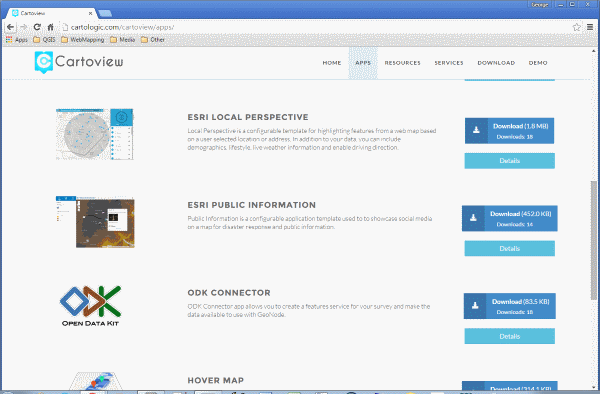 George
Cartoview
cartologic.com/cartoview/apps/
Apps QGIS WebMapping Media Other
Cartoview
HOME APPS RESOURCES SERVICES DOWNLOAD DEMO
ESRI LOCAL PERSPECTIVE
Local Perspective is a configurable template for highlighting features from a web map based
on a user selected location or address. In addition to your data, you can include
demographics, lifestyle, live weather information and enable driving direction.
Download (1.8 MB)
Downloads: 18
Details
ESRI PUBLIC INFORMATION
Public Information is a configurable application template used to to showcase social media
on a map for disaster response and public information.
Download (452.0 KB)
Downloads: 14
Details
ODK
OPEN DATA KIT
ODK CONNECTOR
ODK Connector app allows you to create a features service for your survey and make the
data available to use with GeoNode.
Download (83.5 KB)
Downloads: 18
Details
HOVER MAP
Download (314.1 KB)